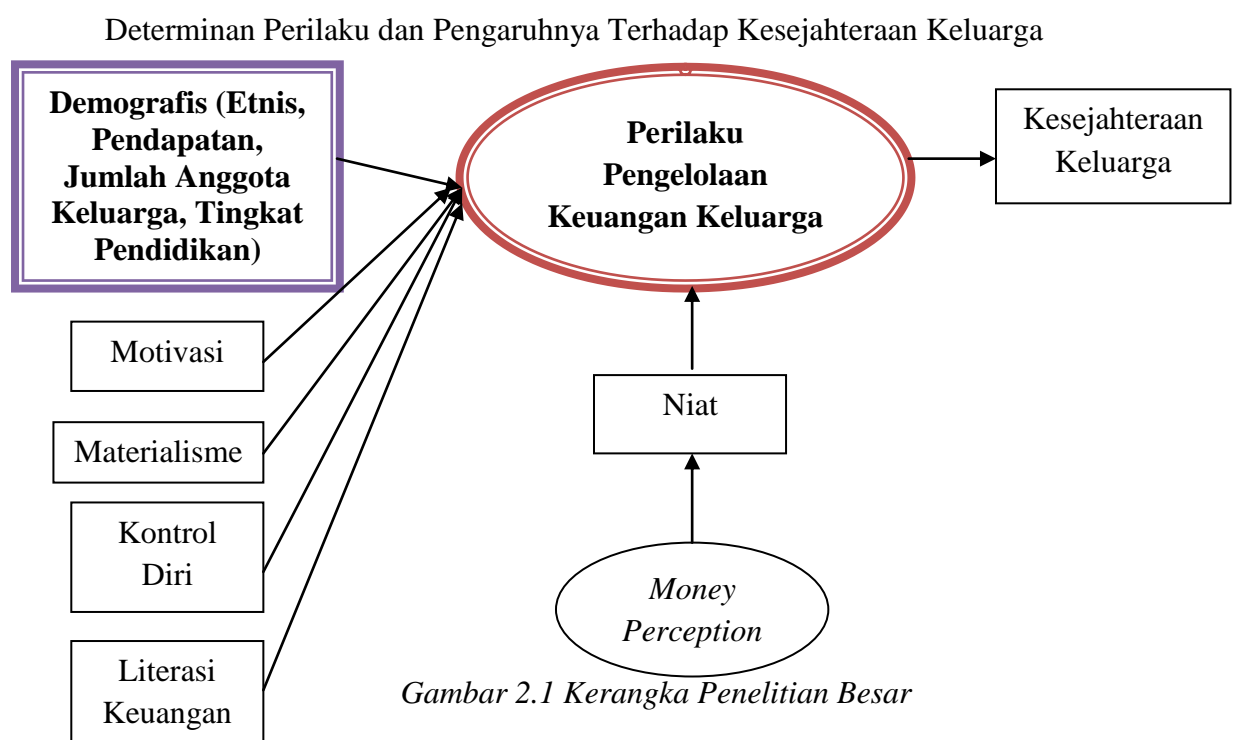 Determinan Perilaku dan Pengaruhnya Terhadap Kesejahteraan Keluarga
Demografis (Etnis,
Pendapatan,
Jumlah Anggota
Keluarga, Tingkat
Pendidikan)
Perilaku
Pengelolaan
Keuangan Keluarga
Kesejahteraan
Keluarga
Motivasi
Materialisme
Kontrol
Diri
Literasi
Keuangan
Niat
Money
Perception
Gambar 2.1 Kerangka Penelitian Besar